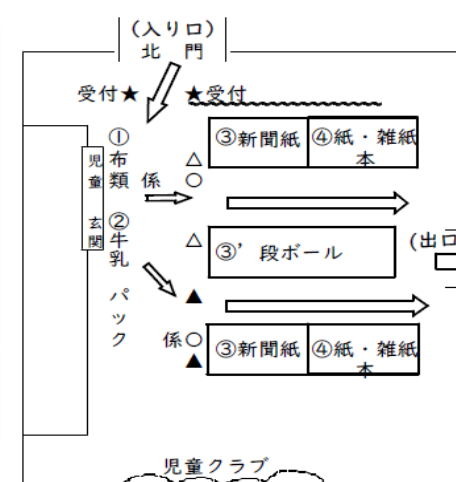 (入り口)
北 門
受付★ ★受付
①布類
②牛乳パック
児童玄関
係
△
○
③新聞紙
④紙・雑紙
本
△
③’段ボール
(出口
▲
係○
▲
③新聞紙
④紙・雑紙
本
児童クラブ